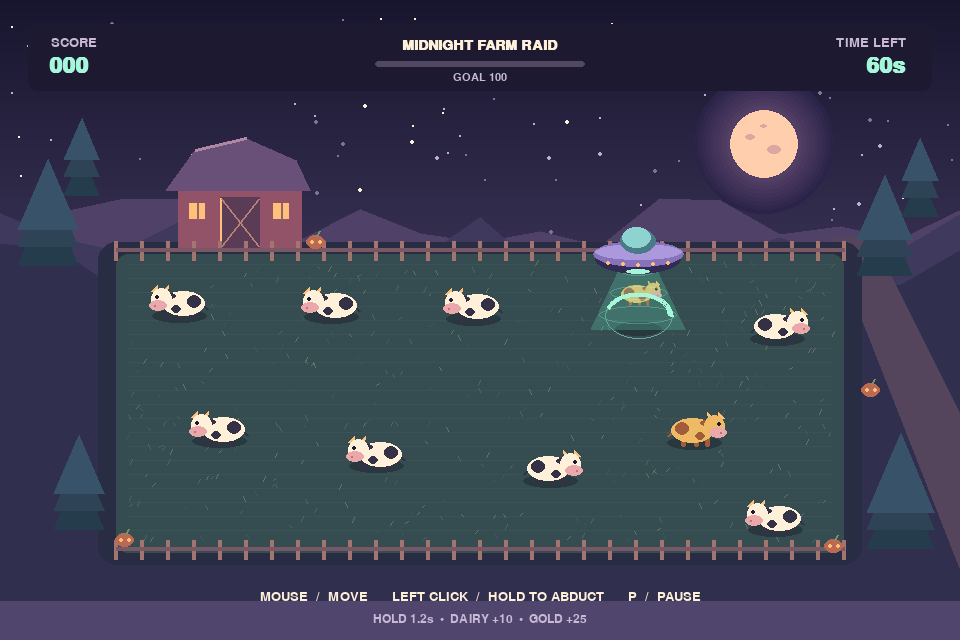 SCORE
000
MIDNIGHT FARM RAID
GOAL 100
TIME LEFT
60s
MOUSE / MOVE LEFT CLICK / HOLD TO ABDUCT P / PAUSE
HOLD 1.2s • DAIRY +10 • GOLD +25